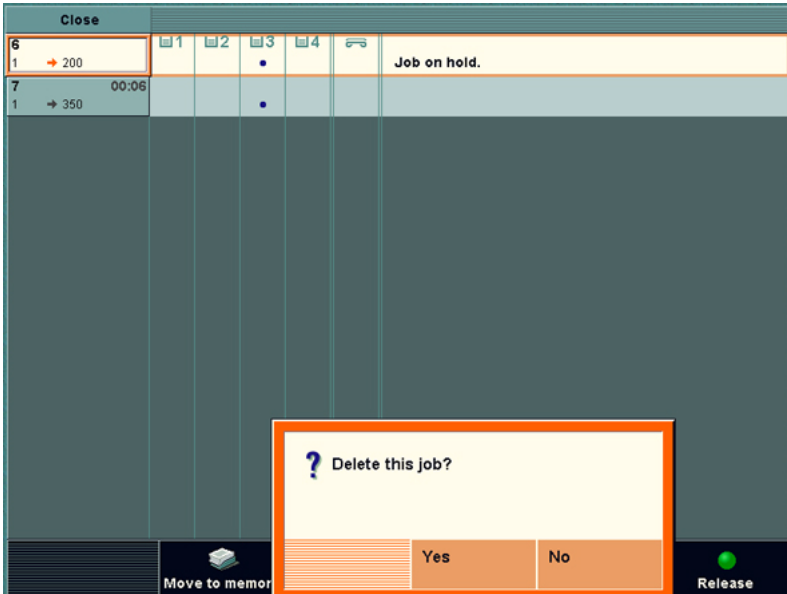 Close
6 1 2 3 4
1 → 200 Job on hold.
7 00:06
1 → 350
? Delete this job?
Yes No
Move to memor Release